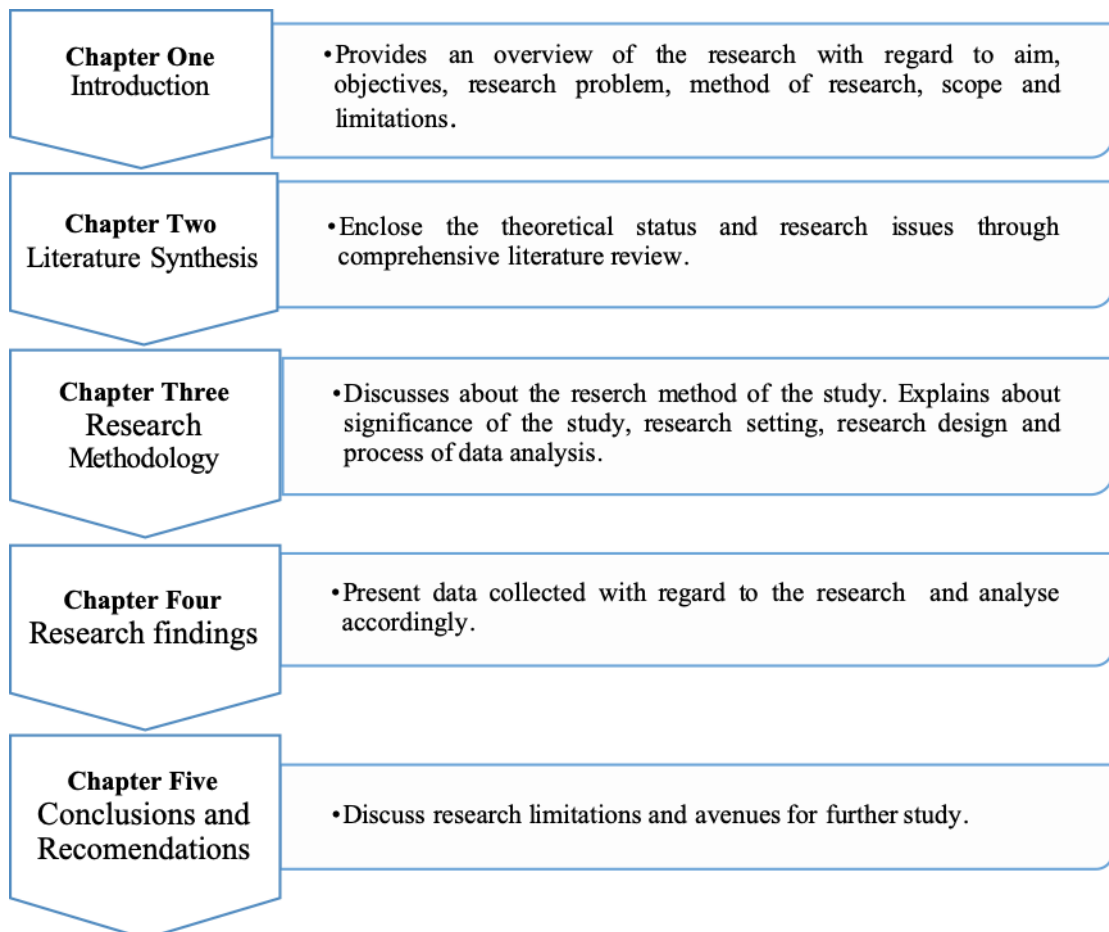 Chapter One
Introduction
•Provides an overview of the research with regard to aim,
objectives, research problem, method of research, scope and
limitations.
Chapter Two
Literature Synthesis
•Enclose the theoretical status and research issues through
comprehensive literature review.
Chapter Three
Research
Methodology
•Discusses about the reserch method of the study. Explains about
significance of the study, research setting, research design and
process of data analysis.
Chapter Four
Research findings
•Present data collected with regard to the research and analyse
accordingly.
Chapter Five
Conclusions and
Recomendations
•Discuss research limitations and avenues for further study.